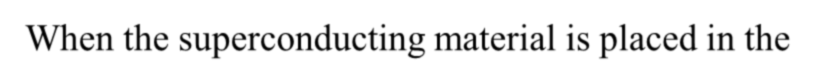 When the superconducting material is placed in the